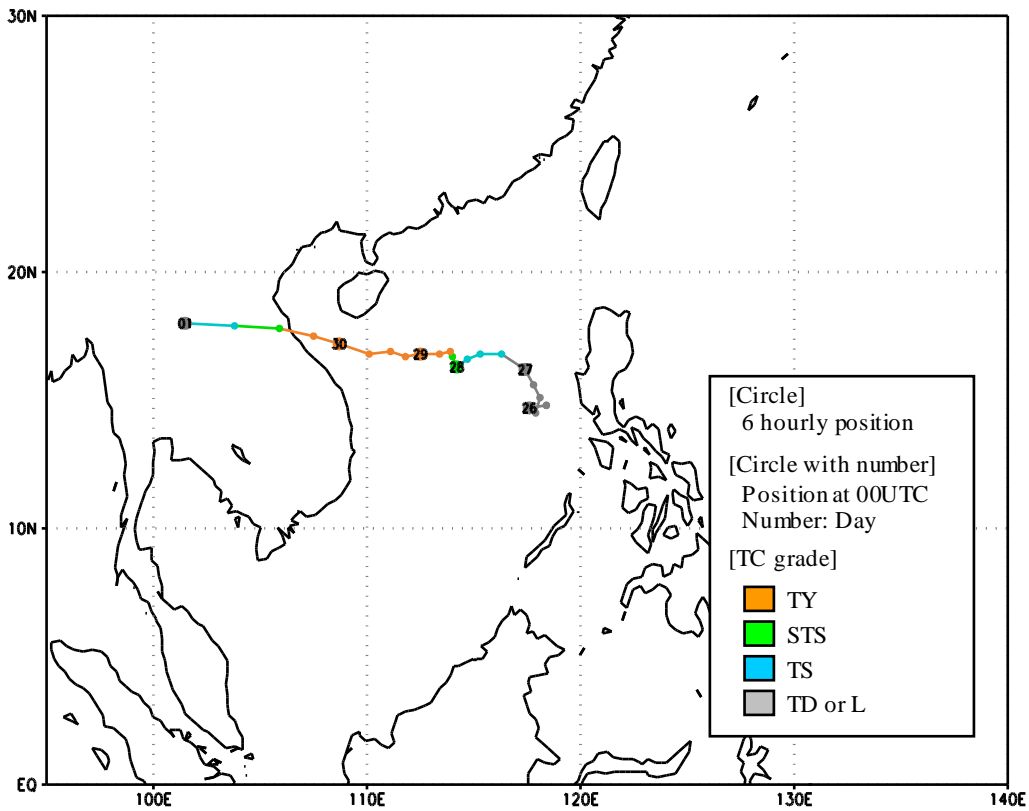 30N
20N
10N
EQ
100E
110E
120E
130E
140E
01
30
29
28
27
26
[Circle]
6 hourly position
[Circle with number]
Position at 00UTC
Number: Day
[TC grade]
TY
STS
TS
TD or L